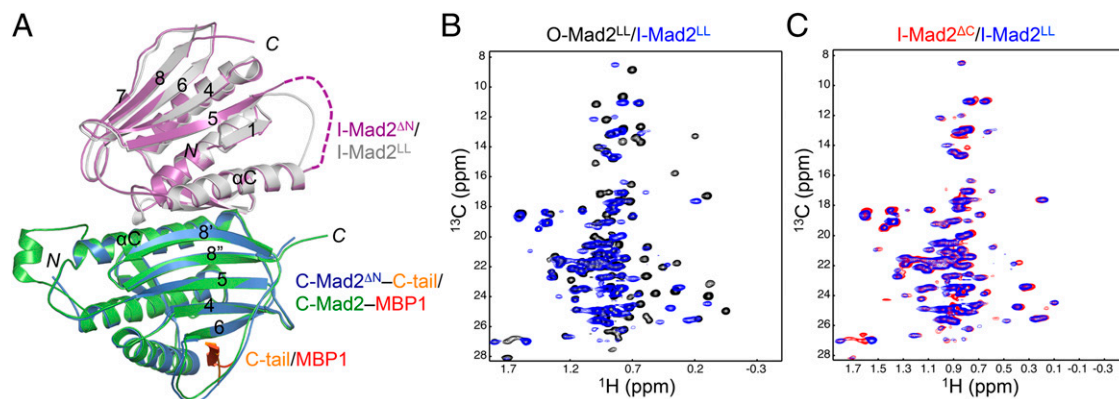 A
C
7
8
6
4
5
1
N
αC
I-Mad2ΔN/
I-Mad2LL
αC
8'
N
8”
C
5
4
6
C-Mad2ΔN–C-tail/
C-Mad2–MBP1
C-tail/MBP1
B
O-Mad2LL/I-Mad2LL
8
10
12
14
16
18
20
22
24
26
28
13C (ppm)
1.7 1.2 0.7 0.2 -0.3
1H (ppm)
C
I-Mad2ΔC/I-Mad2LL
8
10
12
14
16
18
20
22
24
26
28
13C (ppm)
1.7 1.5 1.3 1.1 0.9 0.7 0.5 0.3 0.1 -0.1 -0.3
1H (ppm)